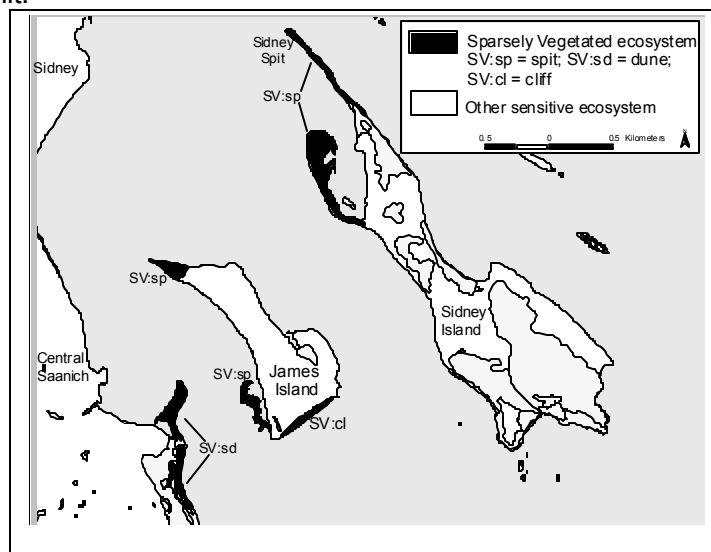 Sparsely Vegetated ecosystem
SV:sp = spit; SV:sd = dune;
SV:cl = cliff
Other sensitive ecosystem
0.5 0 0.5 Kilometers
Sidney
Sidney
Spit
SV:sp
SV:sp
Sidney
Island
Central
Saanich
SV:sp
James
Island
SV:cl
SV:sd